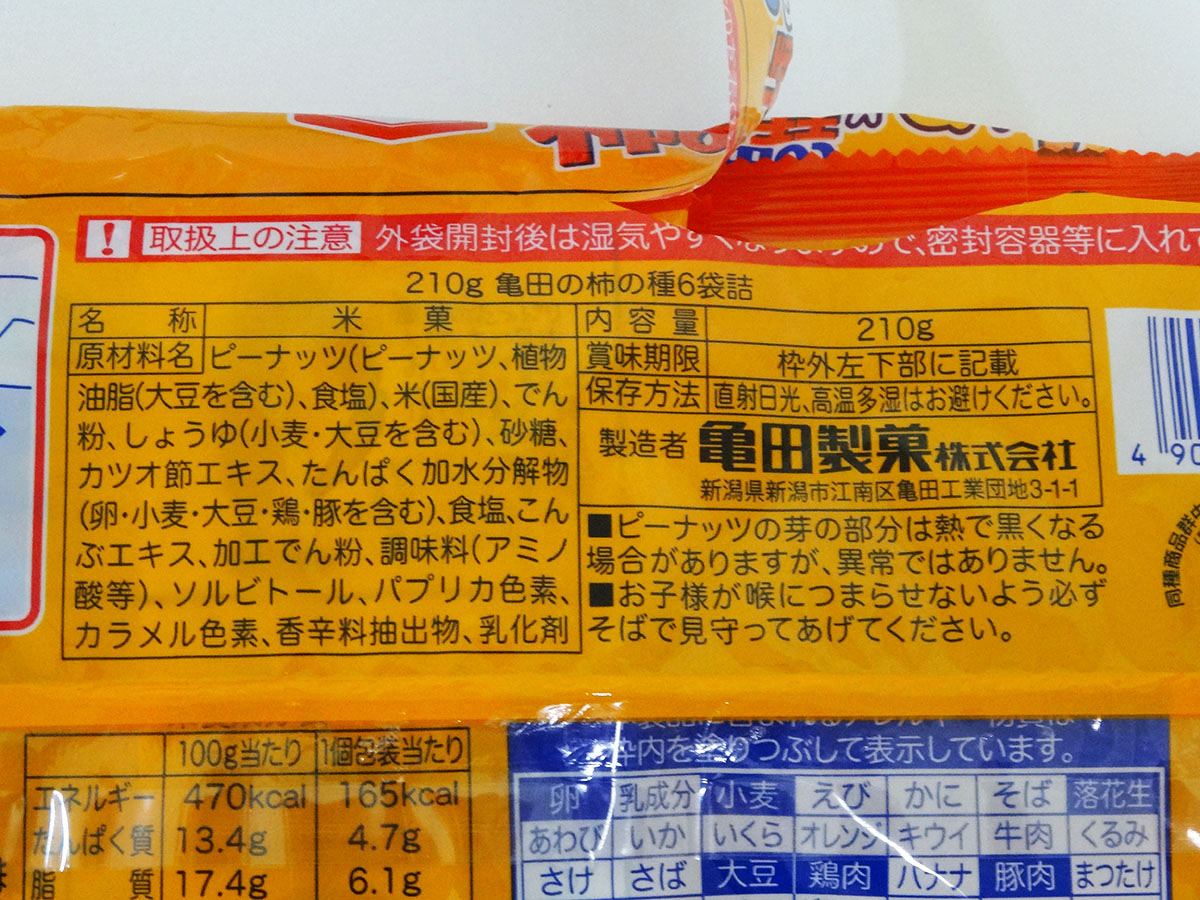 ! 取扱上の注意 外袋開封後は湿気やすくなりますので、密封容器等に入れて
210g 亀田の柿の種6袋詰
名称 米菓
原材料名 ピーナッツ(ピーナッツ、植物
油脂(大豆を含む)、食塩)、米(国産)、でん
粉、しょうゆ(小麦・大豆を含む)、砂糖、
カツオ節エキス、たんぱく加水分解物
(卵・小麦・大豆・鶏・豚を含む)、食塩、こん
ぶエキス、加工でん粉、調味料(アミノ
酸等)、ソルビトール、パプリカ色素、
カラメル色素、香辛料抽出物、乳化剤
内容量 210g
賞味期限 枠外左下部に記載
保存方法 直射日光、高温多湿はお避けください。
製造者 亀田製菓株式会社
新潟県新潟市江南区亀田工業団地3-1-1
■ピーナッツの芽の部分は熱で黒くなる
場合がありますが、異常ではありません。
■お子様が喉につまらせないよう必ず
そばで見守ってあげてください。
4 90
同種商品群
100g当たり 1個包装当たり
エネルギー 470kcal 165kcal
たんぱく質 13.4g 4.7g
脂質 17.4g 6.1g
枠内を塗りつぶして表示しています。
卵 乳成分 小麦 えび かに そば 落花生
あわび いか いくら オレンジ キウイ 牛肉 くるみ
さけ さば 大豆 鶏肉 バナナ 豚肉 まつたけ